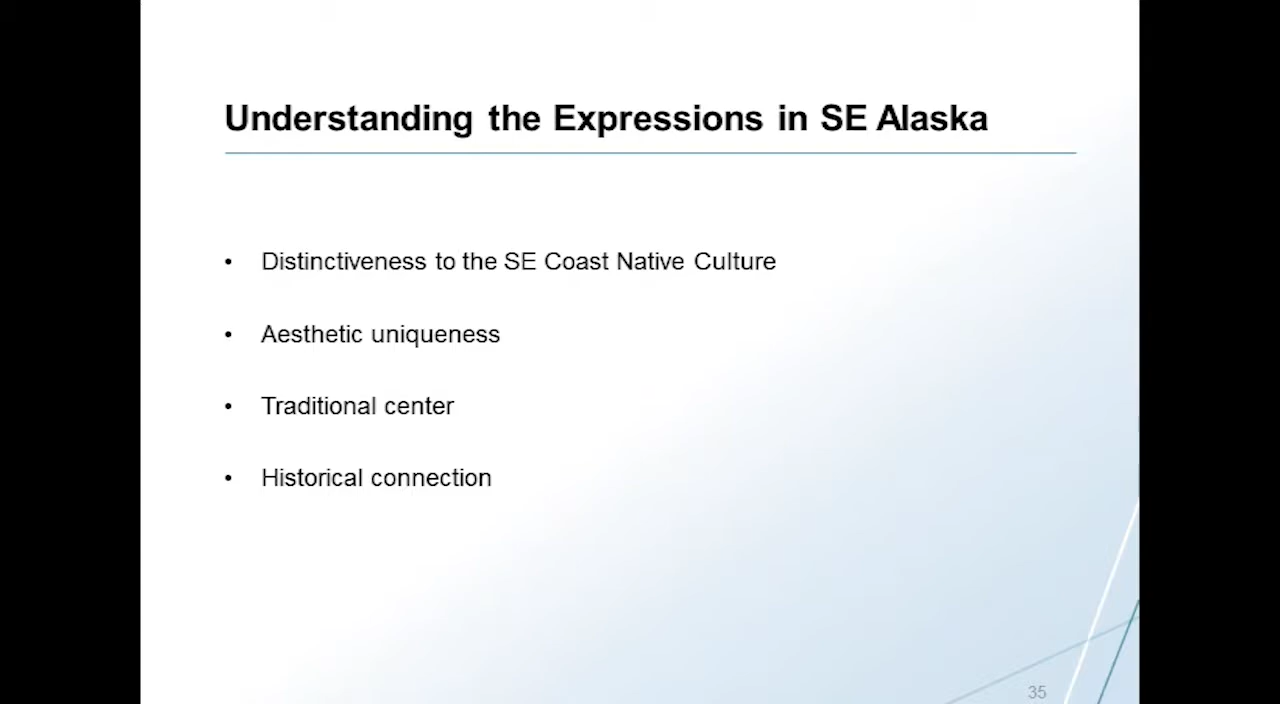 Understanding the Expressions in SE Alaska
• Distinctiveness to the SE Coast Native Culture
• Aesthetic uniqueness
• Traditional center
• Historical connection
35